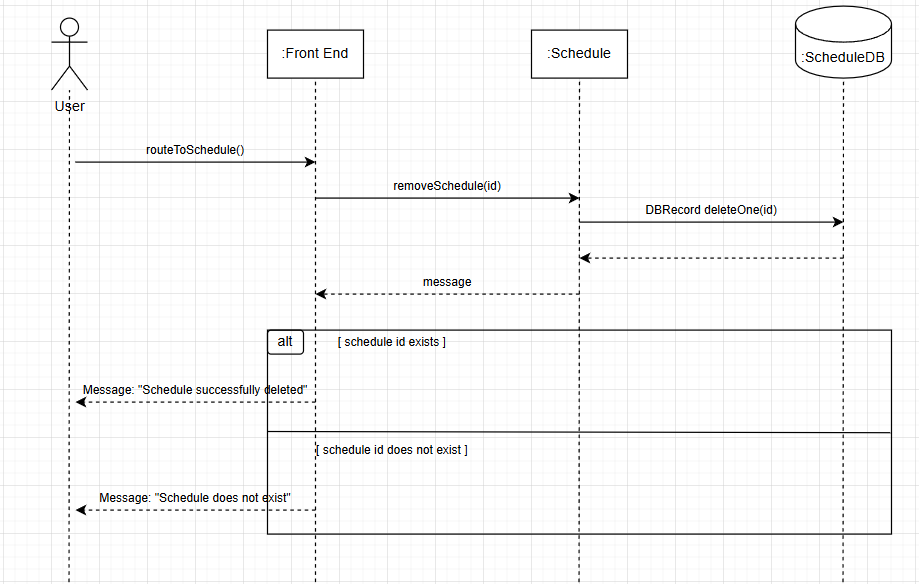 :Front End
:Schedule
:ScheduleDB
User
routeToSchedule()
removeSchedule(id)
DBRecord deleteOne(id)
message
alt
[ schedule id exists ]
Message: "Schedule successfully deleted"
[ schedule id does not exist ]
Message: "Schedule does not exist"